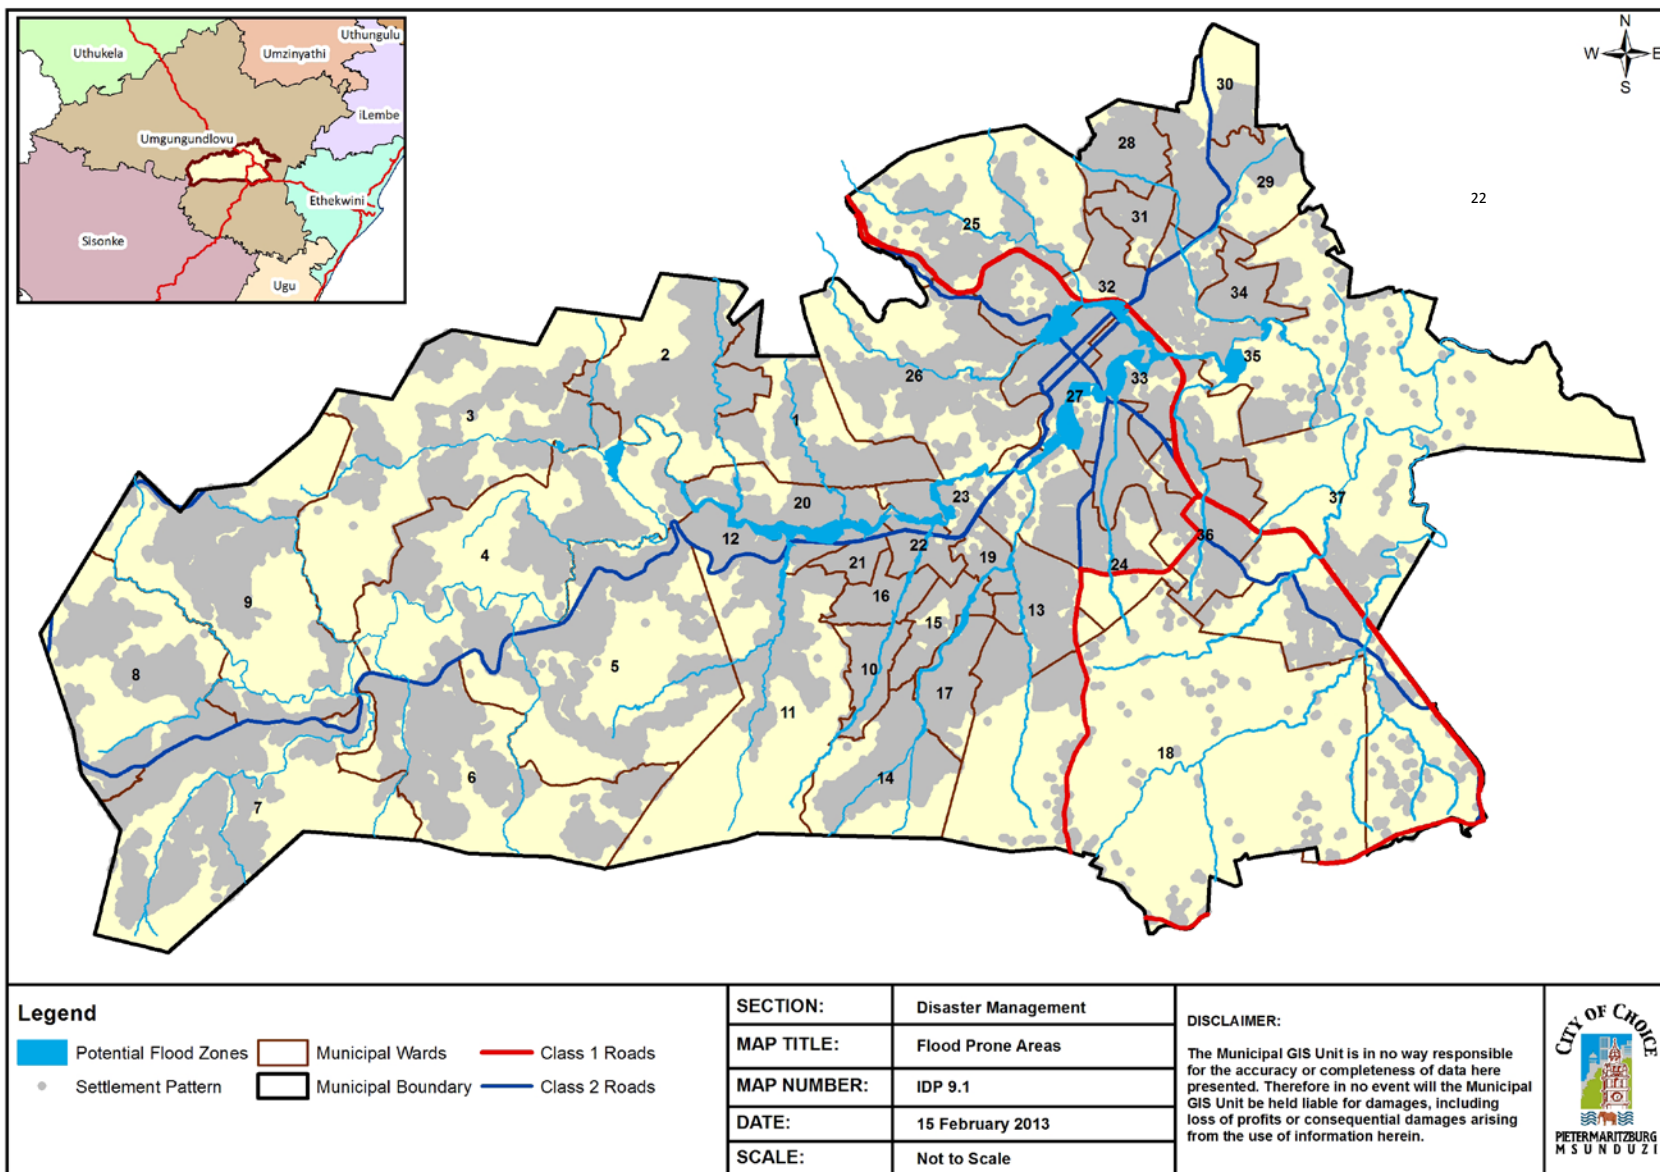 Uthukela
Umzinyathi
Uthungulu
iLembe
Umgungundlovu
Ethekwini
Sisonke
Ugu
N
W E
S
30
28
29
22
31
25
34
32
2
35
26
33
27
3
1
20
23
37
12
4
22
36
21
19
24
16
9
13
15
5
10
8
17
11
18
6
14
7
Legend
Potential Flood Zones
Municipal Wards
Class 1 Roads
Settlement Pattern
Municipal Boundary
Class 2 Roads
SECTION: Disaster Management
MAP TITLE: Flood Prone Areas
MAP NUMBER: IDP 9.1
DATE: 15 February 2013
SCALE: Not to Scale
DISCLAIMER:
The Municipal GIS Unit is in no way responsible
for the accuracy or completeness of data here
presented. Therefore in no event will the Municipal
GIS Unit be held liable for damages, including
loss of profits or consequential damages arising
from the use of information herein.
CITY OF CHOICE
PIETERMARITZBURG
MSUNDUZI